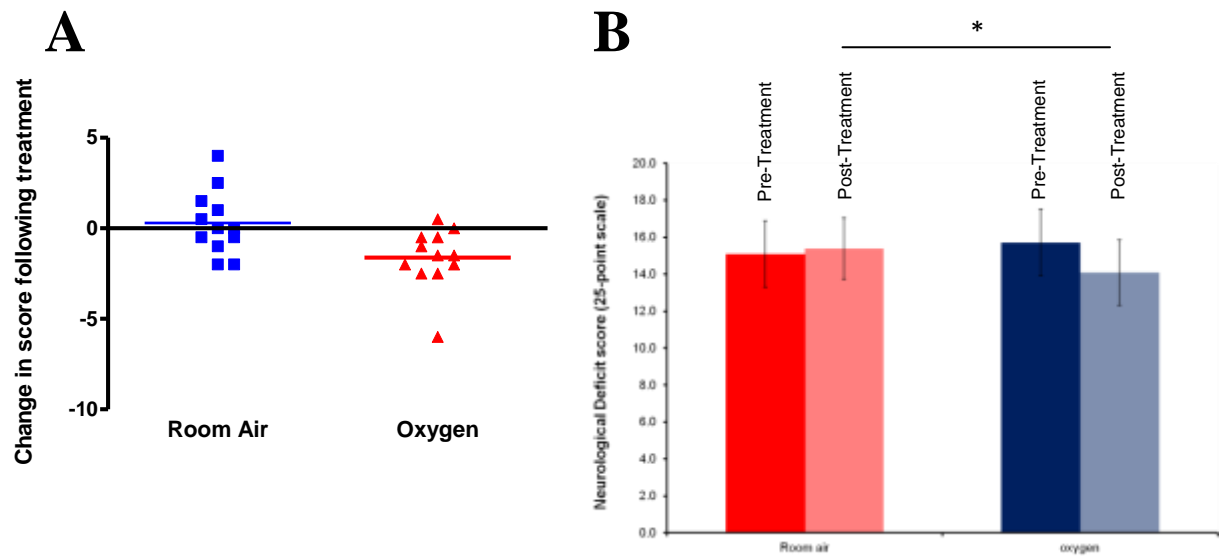 A
Change in score following treatment
5
0
-5
-10
Room Air
Oxygen
B
*
Pre-Treatment
Post-Treatment
Pre-Treatment
Post-Treatment
Neurological Deficit score (25-point scale)
20.0
18.0
16.0
14.0
12.0
10.0
8.0
6.0
4.0
2.0
0.0
Room air
oxygen